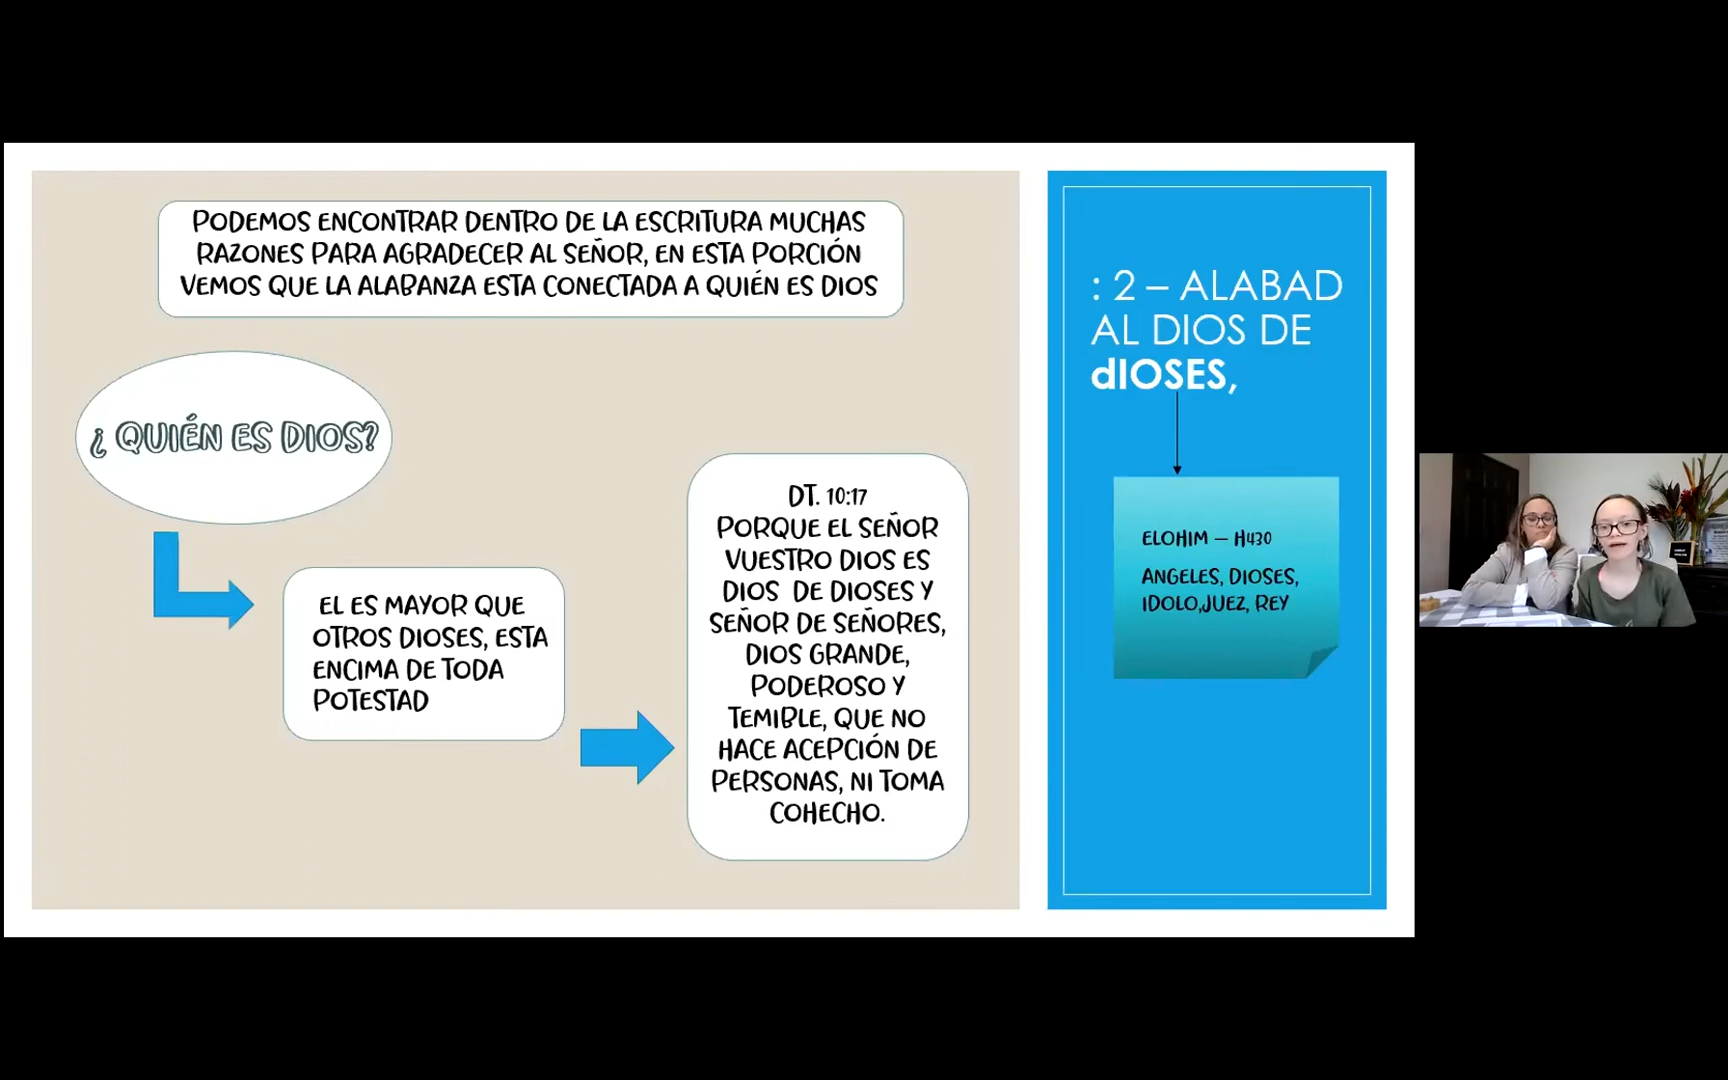 PODEMOS ENCONTRAR DENTRO DE LA ESCRITURA MUCHAS
RAZONES PARA AGRADECER AL SEÑOR, EN ESTA PORCIÓN
VEMOS QUE LA ALABANZA ESTA CONECTADA A QUIÉN ES DIOS
¿ QUIÉN ES DIOS?
EL ES MAYOR QUE
OTROS DIOSES, ESTA
ENCIMA DE TODA
POTESTAD
DT. 10:17
PORQUE EL SEÑOR
VUESTRO DIOS ES
DIOS DE DIOSES Y
SEÑOR DE SEÑORES,
DIOS GRANDE,
PODEROSO Y
TEMIBLE, QUE NO
HACE ACEPCIÓN DE
PERSONAS, NI TOMA
COHECHO.
: 2 – ALABAD
AL DIOS DE
dIOSES,
ELOHIM – H430
ANGELES, DIOSES,
IDOLO,JUEZ, REY